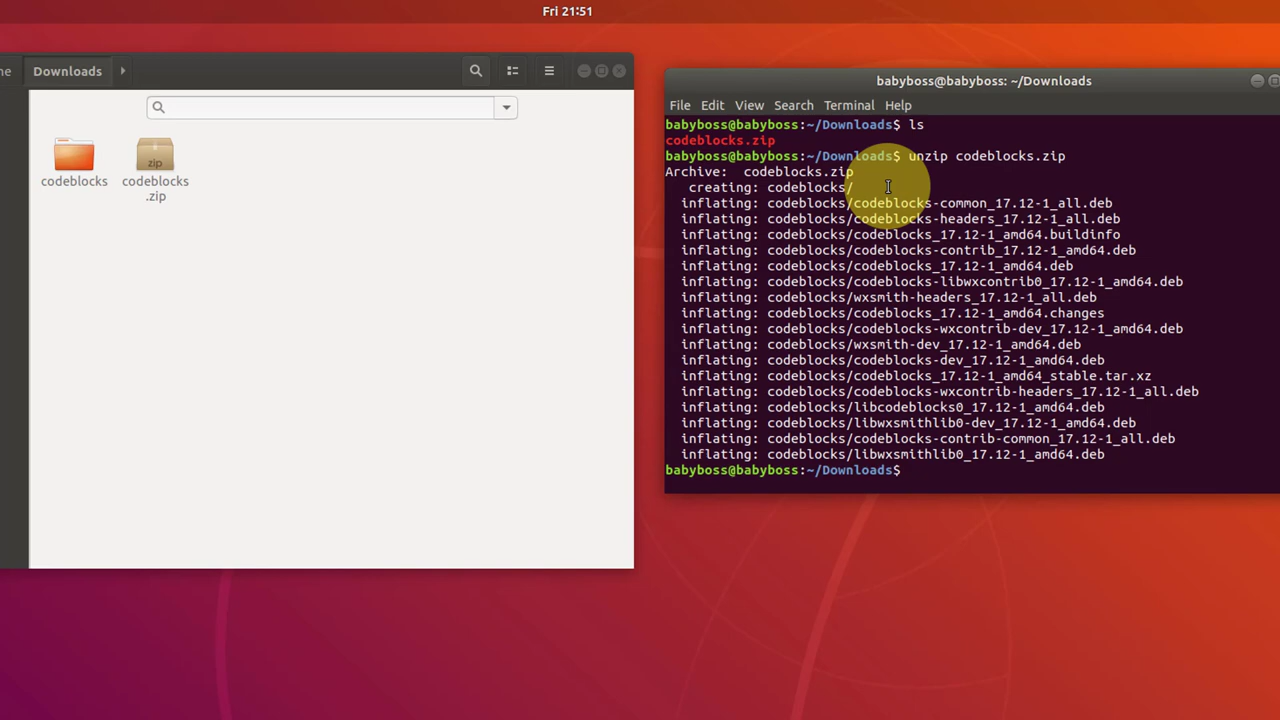 Fri 21:51
ne Downloads
codeblocks
zip
codeblocks
.zip
babyboss@babyboss: ~/Downloads
File Edit View Search Terminal Help
babyboss@babyboss:~/Downloads$ ls
codeblocks.zip
babyboss@babyboss:~/Downloads$ unzip codeblocks.zip
Archive:  codeblocks.zip
   creating: codeblocks/
  inflating: codeblocks/codeblocks-common_17.12-1_all.deb
  inflating: codeblocks/codeblocks-headers_17.12-1_all.deb
  inflating: codeblocks/codeblocks_17.12-1_amd64.buildinfo
  inflating: codeblocks/codeblocks-contrib_17.12-1_amd64.deb
  inflating: codeblocks/codeblocks_17.12-1_amd64.deb
  inflating: codeblocks/codeblocks-libwxcontrib0_17.12-1_amd64.deb
  inflating: codeblocks/wxsmith-headers_17.12-1_all.deb
  inflating: codeblocks/codeblocks_17.12-1_amd64.changes
  inflating: codeblocks/codeblocks-wxcontrib-dev_17.12-1_amd64.deb
  inflating: codeblocks/wxsmith-dev_17.12-1_amd64.deb
  inflating: codeblocks/codeblocks-dev_17.12-1_amd64.deb
  inflating: codeblocks/codeblocks_17.12-1_amd64_stable.tar.xz
  inflating: codeblocks/codeblocks-wxcontrib-headers_17.12-1_all.deb
  inflating: codeblocks/libcodeblocks0_17.12-1_amd64.deb
  inflating: codeblocks/libwxsmithlib0-dev_17.12-1_amd64.deb
  inflating: codeblocks/codeblocks-contrib-common_17.12-1_all.deb
  inflating: codeblocks/libwxsmithlib0_17.12-1_amd64.deb
babyboss@babyboss:~/Downloads$